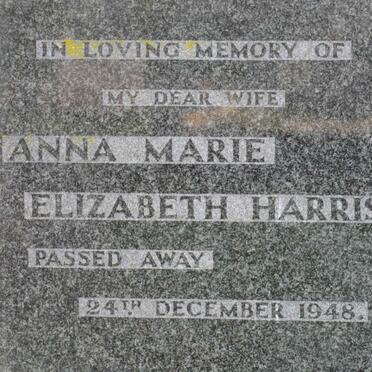 IN LOVING MEMORY OF
MY DEAR WIFE
ANNA MARIE
ELIZABETH HARRIS
PASSED AWAY
24TH DECEMBER 1948.